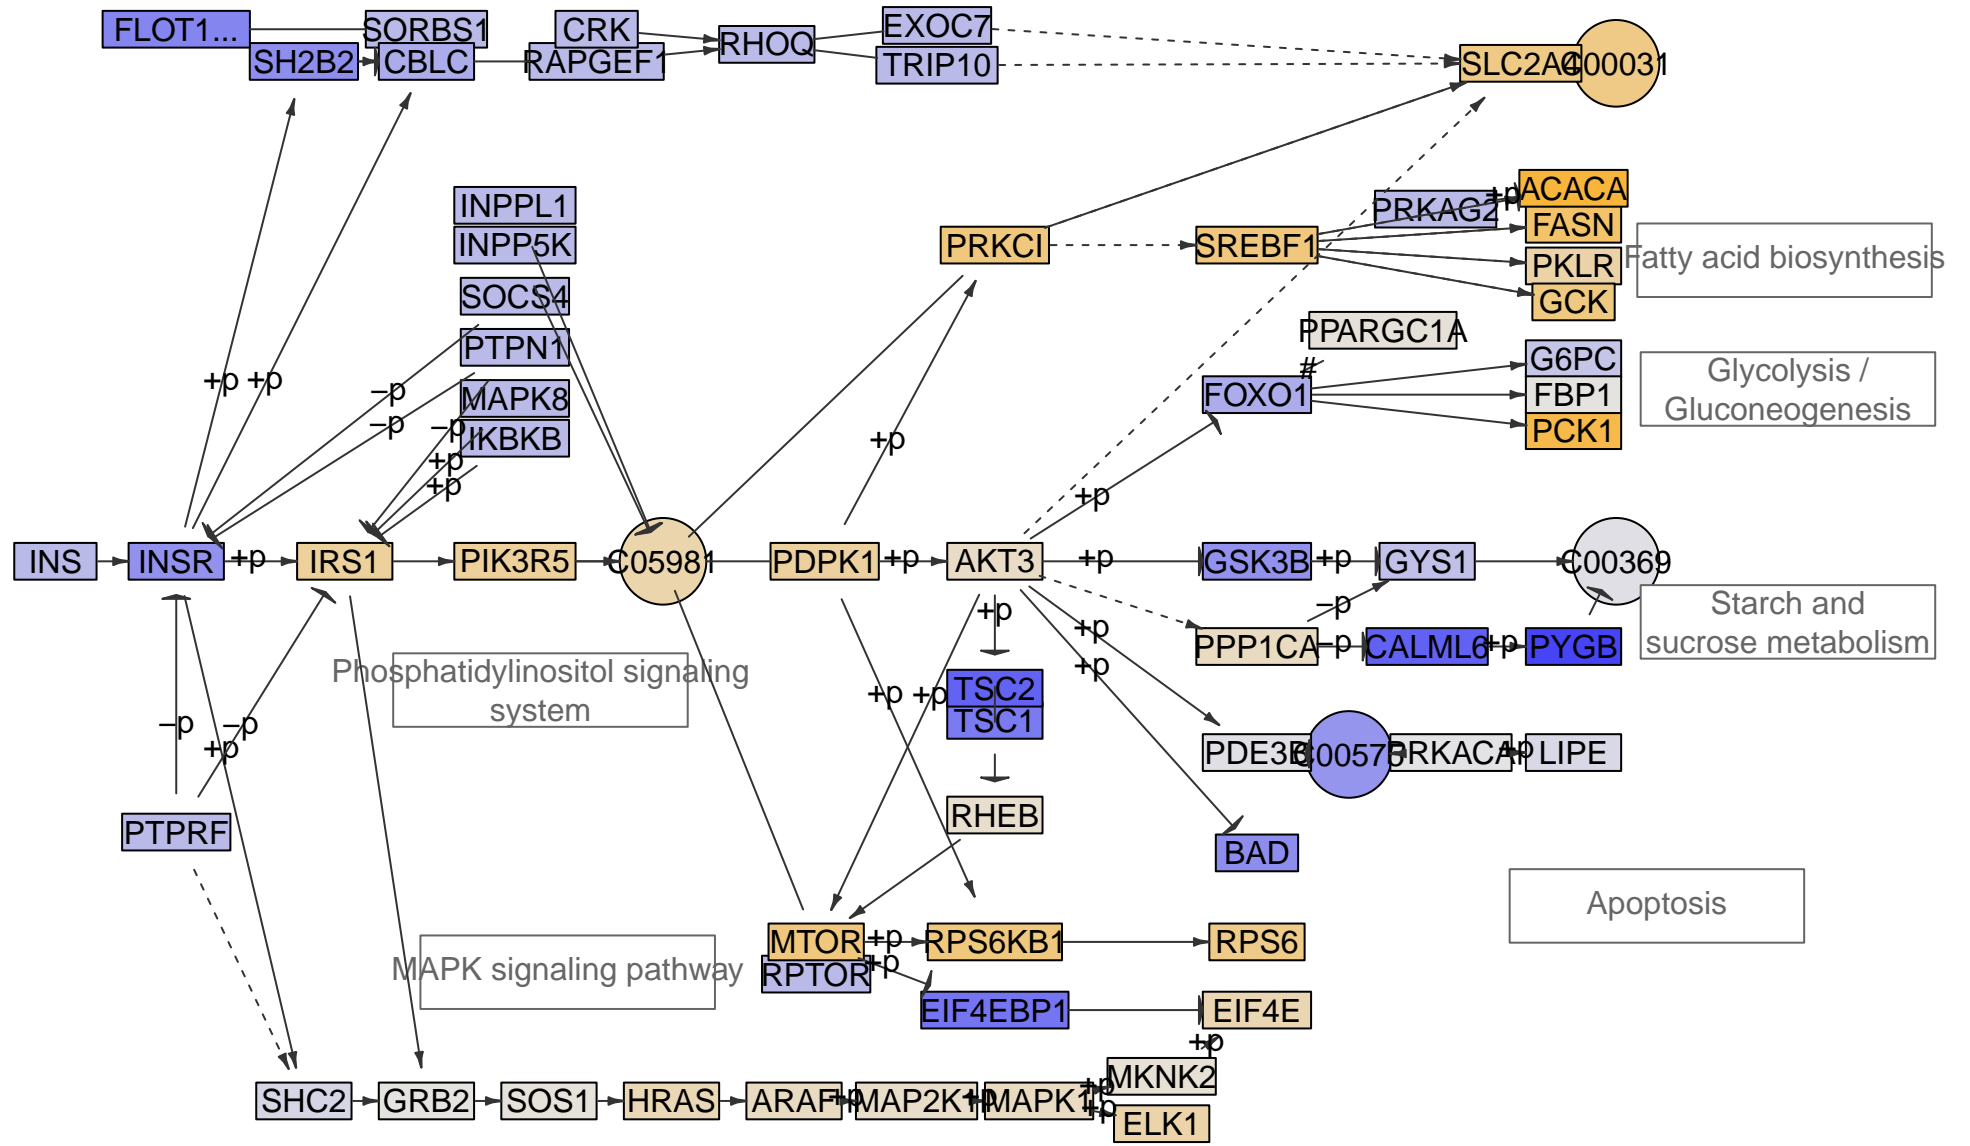 FLOT1...
SORBS1
CRK
EXOC7
RHOQ
SLC2A4
C00031
SH2B2
CBLC
RAPGEF1
TRIP10
INPPL1
PRKAG2
+p
ACACA
INPP5K
PRKCI
SREBF1
FASN
Fatty acid biosynthesis
PKLR
SOCS4
GCK
PTPN1
PPARGC1A
#
G6PC
Glycolysis /
Gluconeogenesis
+p
+p
–p
MAPK8
FOXO1
FBP1
–p
–p
IKBKB
+p
PCK1
+p
+p
+p
INS
INSR
+p
IRS1
PIK3R5
C05981
PDPK1
+p
AKT3
+p
GSK3B
+p
GYS1
C00369
+p
–p
Starch and
sucrose metabolism
+p
PPP1CA
–p
CALML6
+p
PYGB
Phosphatidylinositol signaling
system
+p
+p
+p
TSC2
TSC1
–p
–p
+p
PDE3B
C00575
PRKACA
+p
LIPE
PTPRF
RHEB
BAD
Apoptosis
MTOR
+p
RPS6KB1
RPS6
MAPK signaling pathway
RPTOR
+p
EIF4EBP1
EIF4E
+p
MKNK2
SHC2
GRB2
SOS1
HRAS
ARAF
+p
MAP2K1
+p
MAPK1
+p
+p
ELK1